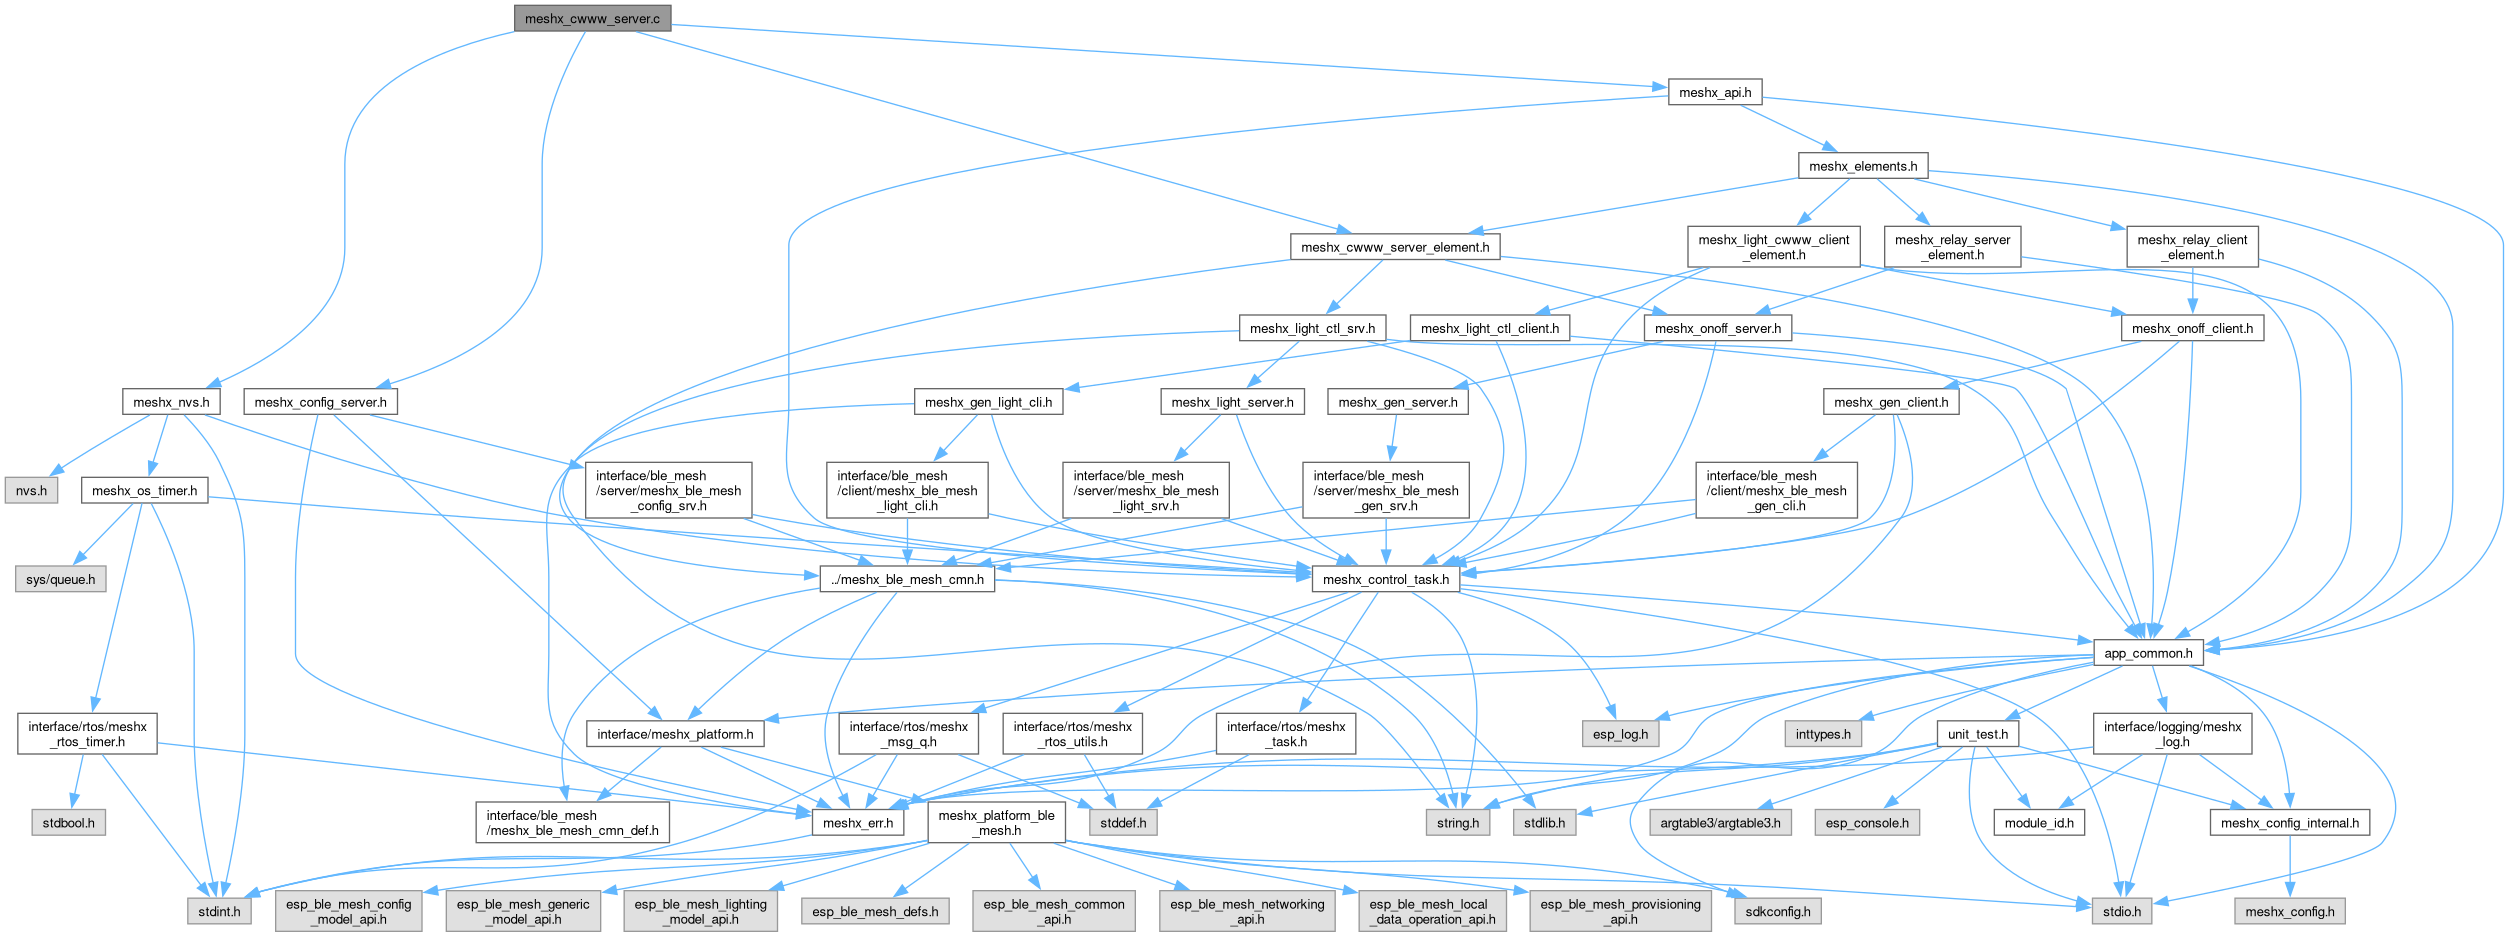 meshx_cwww_server.c
meshx_api.h
meshx_elements.h
meshx_cwww_server_element.h
meshx_light_cwww_client
_element.h
meshx_relay_server
_element.h
meshx_relay_client
_element.h
meshx_light_ctl_srv.h
meshx_light_ctl_client.h
meshx_onoff_server.h
meshx_onoff_client.h
meshx_nvs.h
meshx_config_server.h
meshx_gen_light_cli.h
meshx_light_server.h
meshx_gen_server.h
meshx_gen_client.h
nvs.h
meshx_os_timer.h
interface/ble_mesh
/server/meshx_ble_mesh
_config_srv.h
interface/ble_mesh
/client/meshx_ble_mesh
_light_cli.h
interface/ble_mesh
/server/meshx_ble_mesh
_light_srv.h
interface/ble_mesh
/server/meshx_ble_mesh
_gen_srv.h
interface/ble_mesh
/client/meshx_ble_mesh
_gen_cli.h
sys/queue.h
../meshx_ble_mesh_cmn.h
meshx_control_task.h
app_common.h
interface/rtos/meshx
_rtos_timer.h
interface/meshx_platform.h
interface/rtos/meshx
_msg_q.h
interface/rtos/meshx
_rtos_utils.h
interface/rtos/meshx
_task.h
esp_log.h
inttypes.h
unit_test.h
interface/logging/meshx
_log.h
stdbool.h
interface/ble_mesh
/meshx_ble_mesh_cmn_def.h
meshx_err.h
meshx_platform_ble
_mesh.h
stddef.h
string.h
stdlib.h
argtable3/argtable3.h
esp_console.h
module_id.h
meshx_config_internal.h
stdint.h
esp_ble_mesh_config
_model_api.h
esp_ble_mesh_generic
_model_api.h
esp_ble_mesh_lighting
_model_api.h
esp_ble_mesh_defs.h
esp_ble_mesh_common
_api.h
esp_ble_mesh_networking
_api.h
esp_ble_mesh_local
_data_operation_api.h
esp_ble_mesh_provisioning
_api.h
sdkconfig.h
stdio.h
meshx_config.h